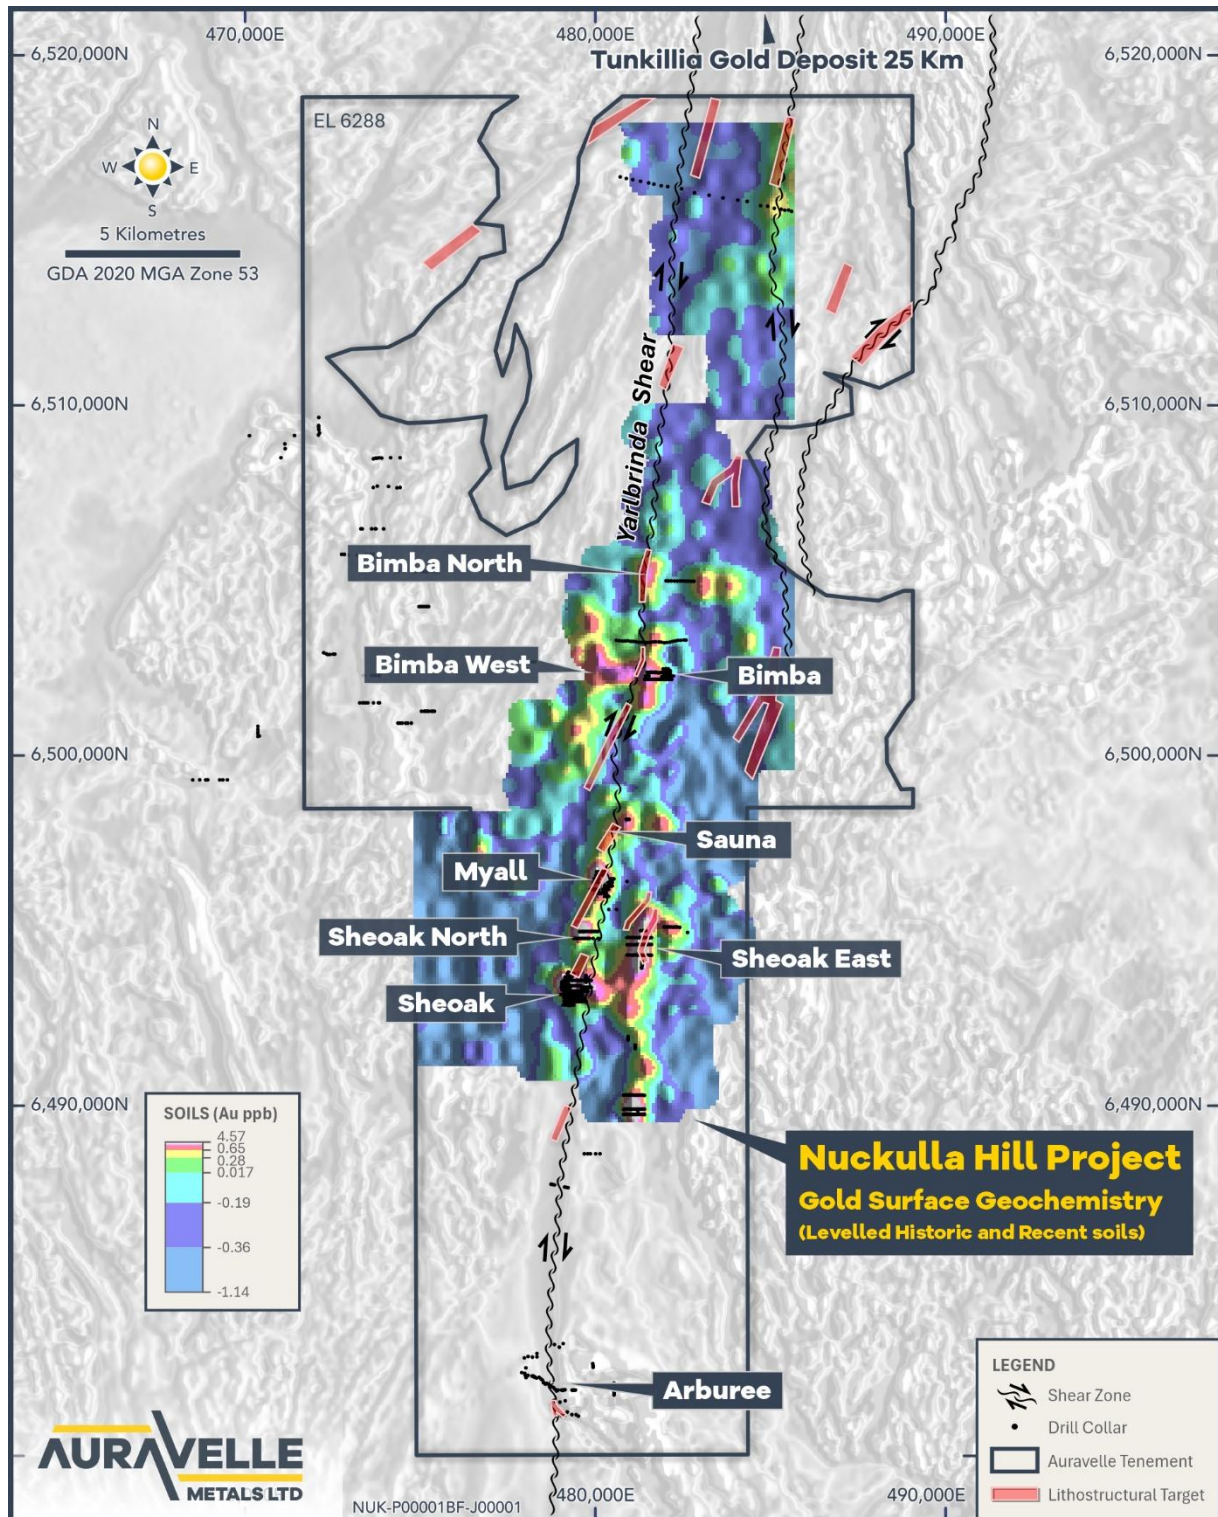 470,000E
480,000E
490,000E
6,520,000N
6,520,000N
Tunkillia Gold Deposit 25 Km
EL 6288
N
W
E
S
5 Kilometres
GDA 2020 MGA Zone 53
Yarlbrinda Shear
6,510,000N
6,510,000N
Bimba North
Bimba West
Bimba
6,500,000N
6,500,000N
Sauna
Myall
Sheoak North
Sheoak East
Sheoak
6,490,000N
6,490,000N
SOILS (Au ppb)
4.57
0.65
0.28
0.017
-0.19
-0.36
-1.14
Nuckulla Hill Project
Gold Surface Geochemistry
(Levelled Historic and Recent soils)
Arburee
LEGEND
Shear Zone
Drill Collar
Auravelle Tenement
Lithostructural Target
AURAVELLE
METALS LTD
NUK-P00001BF-J00001
480,000E
490,000E